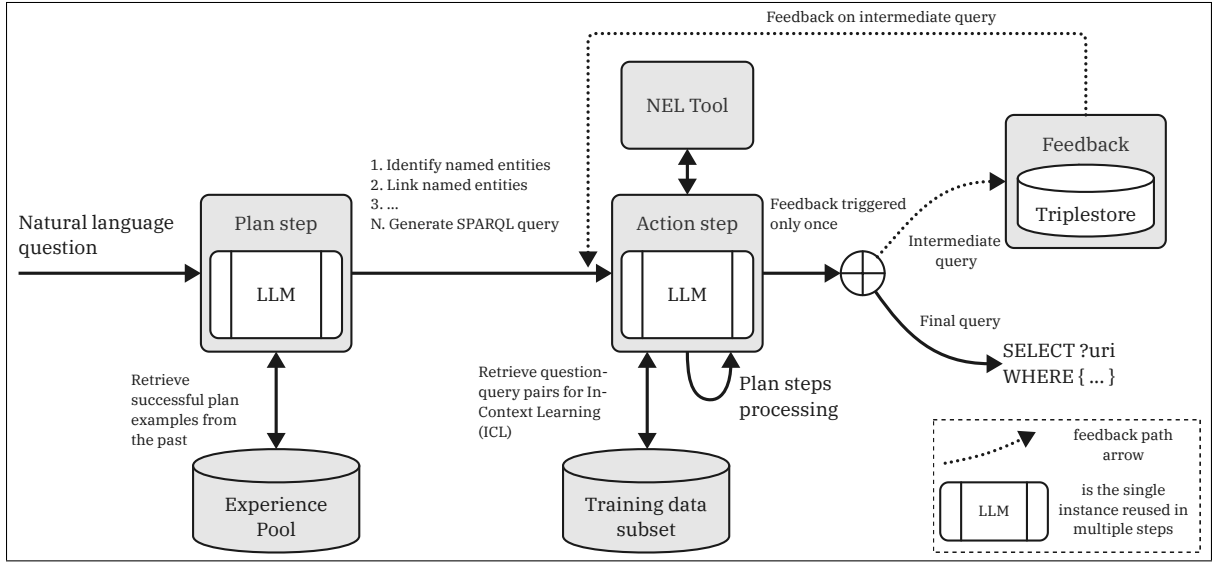 Feedback on intermediate query
NEL Tool
Feedback
Triplestore
1. Identify named entities
2. Link named entities
3. ...
N. Generate SPARQL query
Natural language
question
Plan step
LLM
Action step
LLM
Feedback triggered
only once
Intermediate
query
Final query
SELECT ?uri
WHERE { ... }
Retrieve
successful plan
examples from
the past
Retrieve question-
query pairs for In-
Context Learning
(ICL)
Plan steps
processing
Experience
Pool
Training data
subset
feedback path
arrow
LLM
is the single
instance reused in
multiple steps